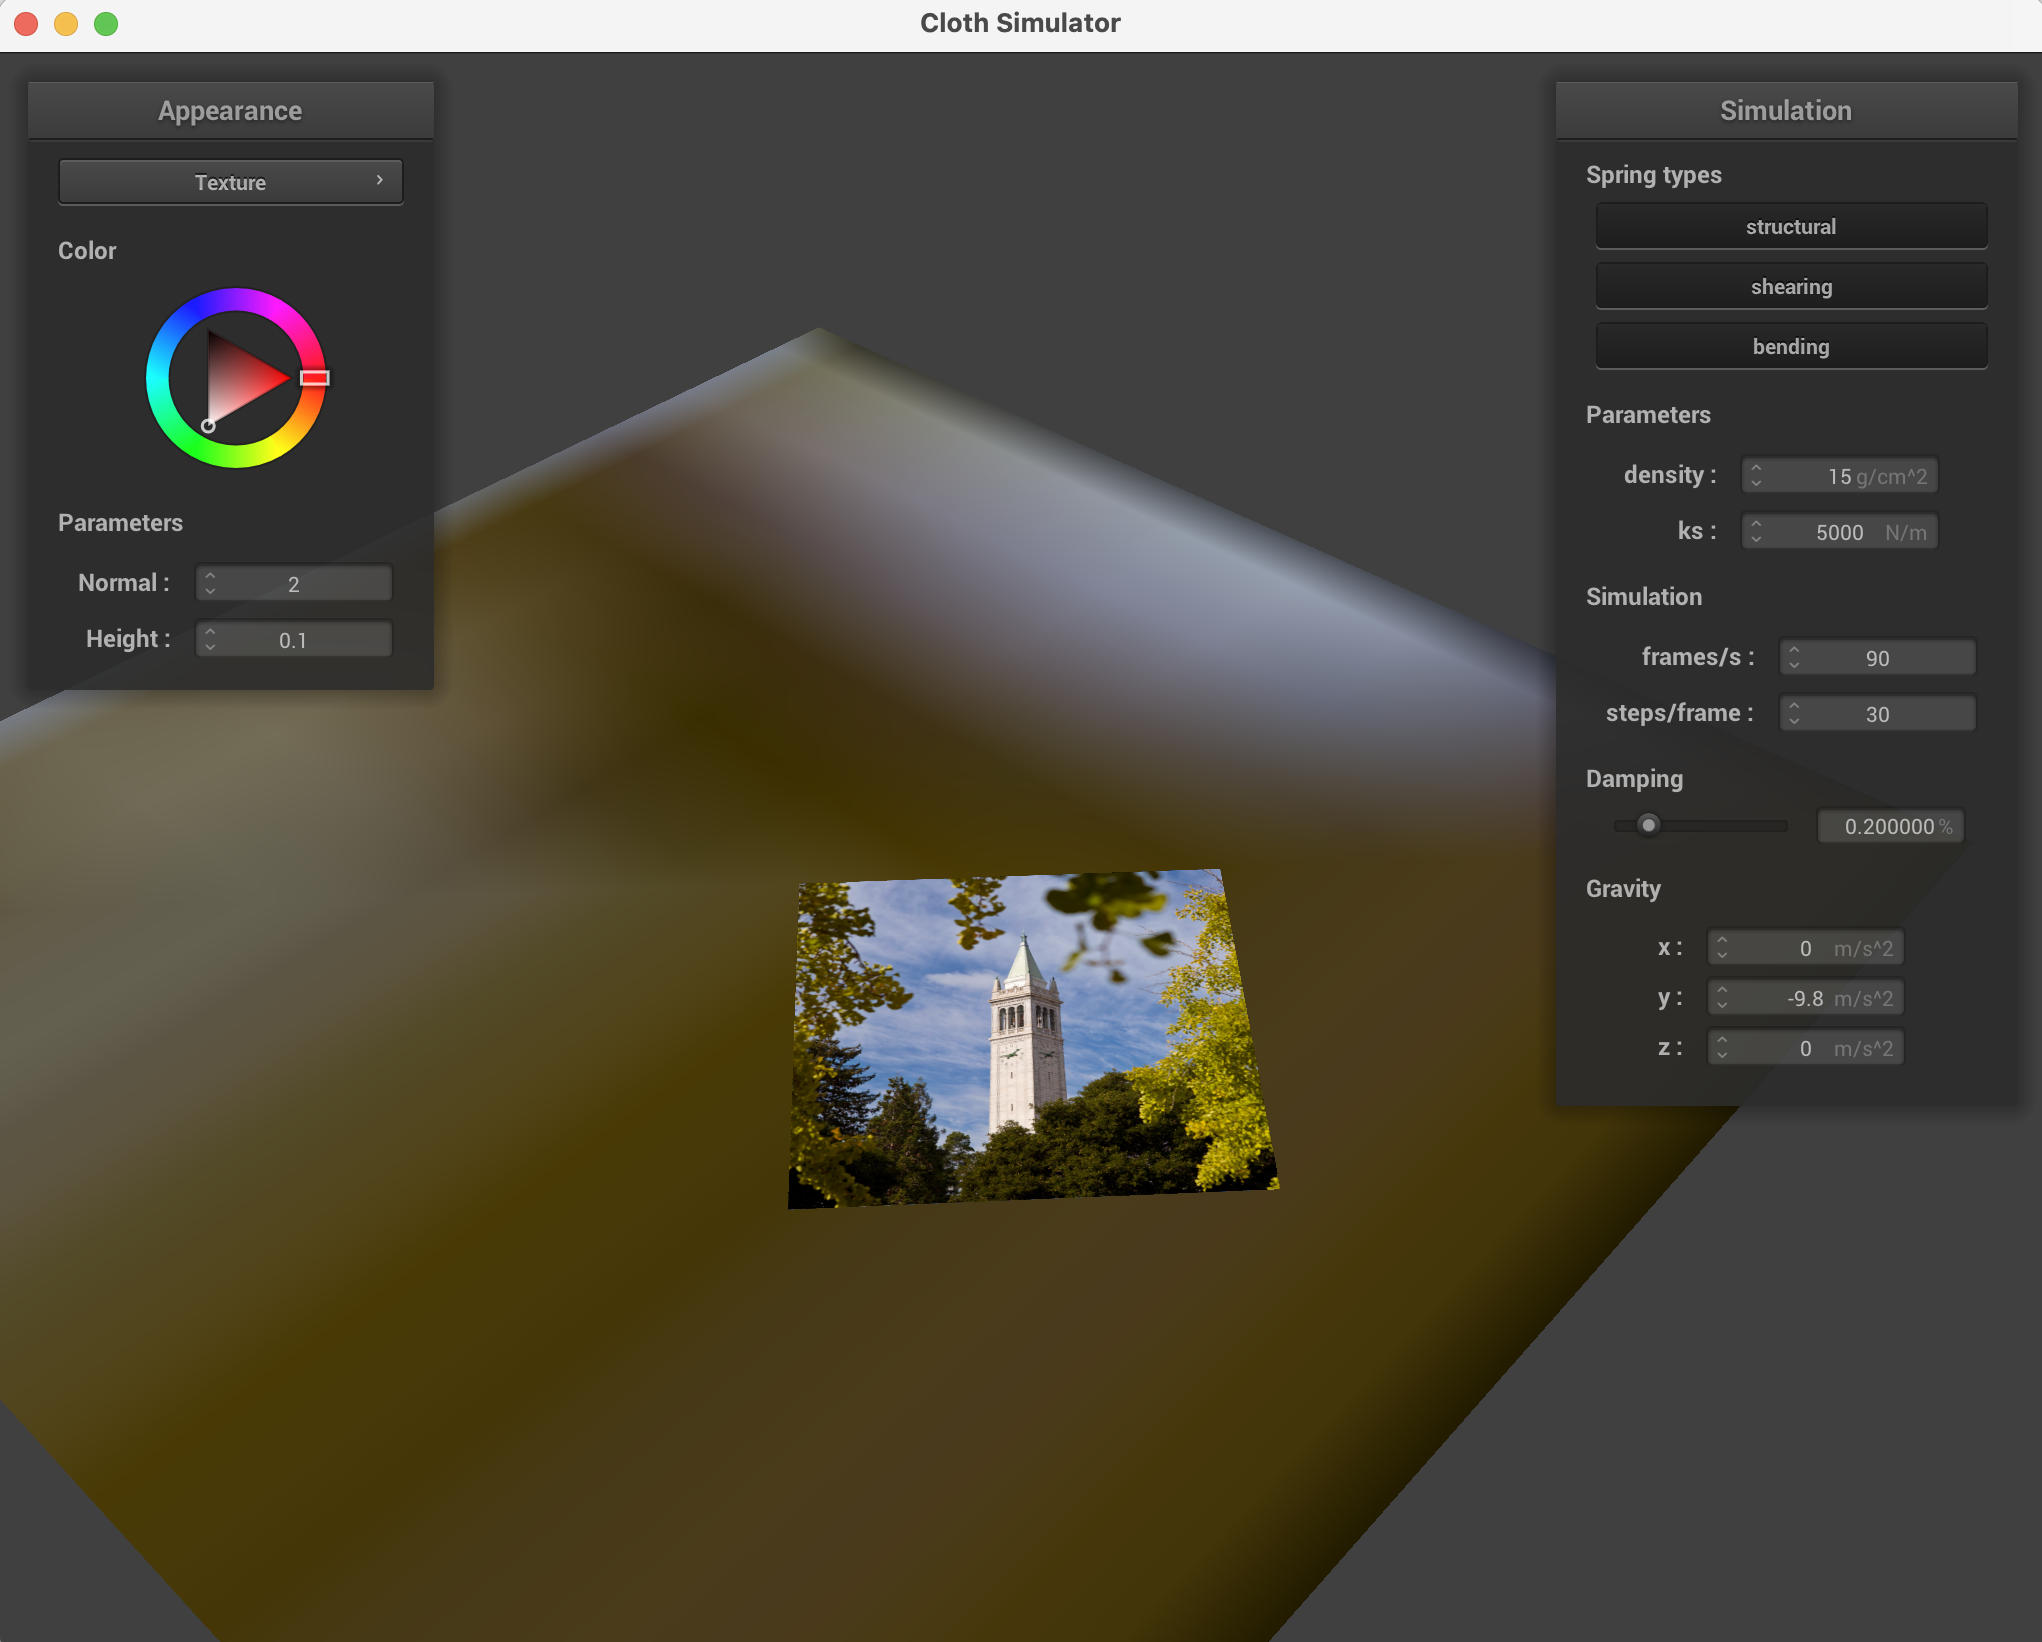 Cloth Simulator
Appearance
Texture
Color
Parameters
Normal : 2
Height : 0.1
Simulation
Spring types
structural
shearing
bending
Parameters
density : 15 g/cm^2
ks : 5000 N/m
Simulation
frames/s : 90
steps/frame : 30
Damping
0.200000 %
Gravity
x : 0 m/s^2
y : -9.8 m/s^2
z : 0 m/s^2